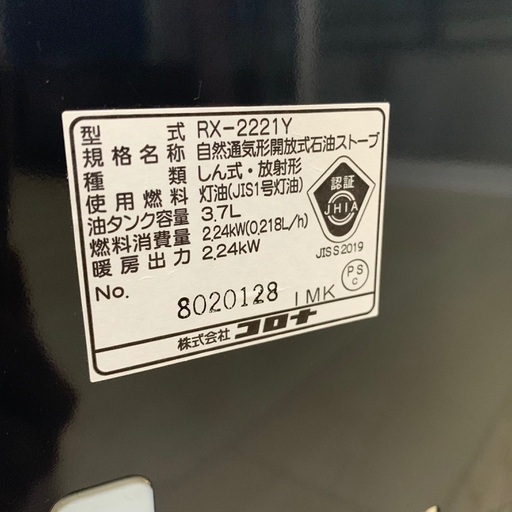 型式 RX-2221Y
規格名称 自然通気形開放式石油ストーブ
種類 しん式・放射形
使用燃料 灯油(JIS1号灯油)
油タンク容量 3.7L
燃料消費量 2.24kW(0.218L/h)
暖房出力 2.24kW
認証
JHIA
JIS S 2019
PS
C
No. 8020128 IMK
株式会社 コロナ